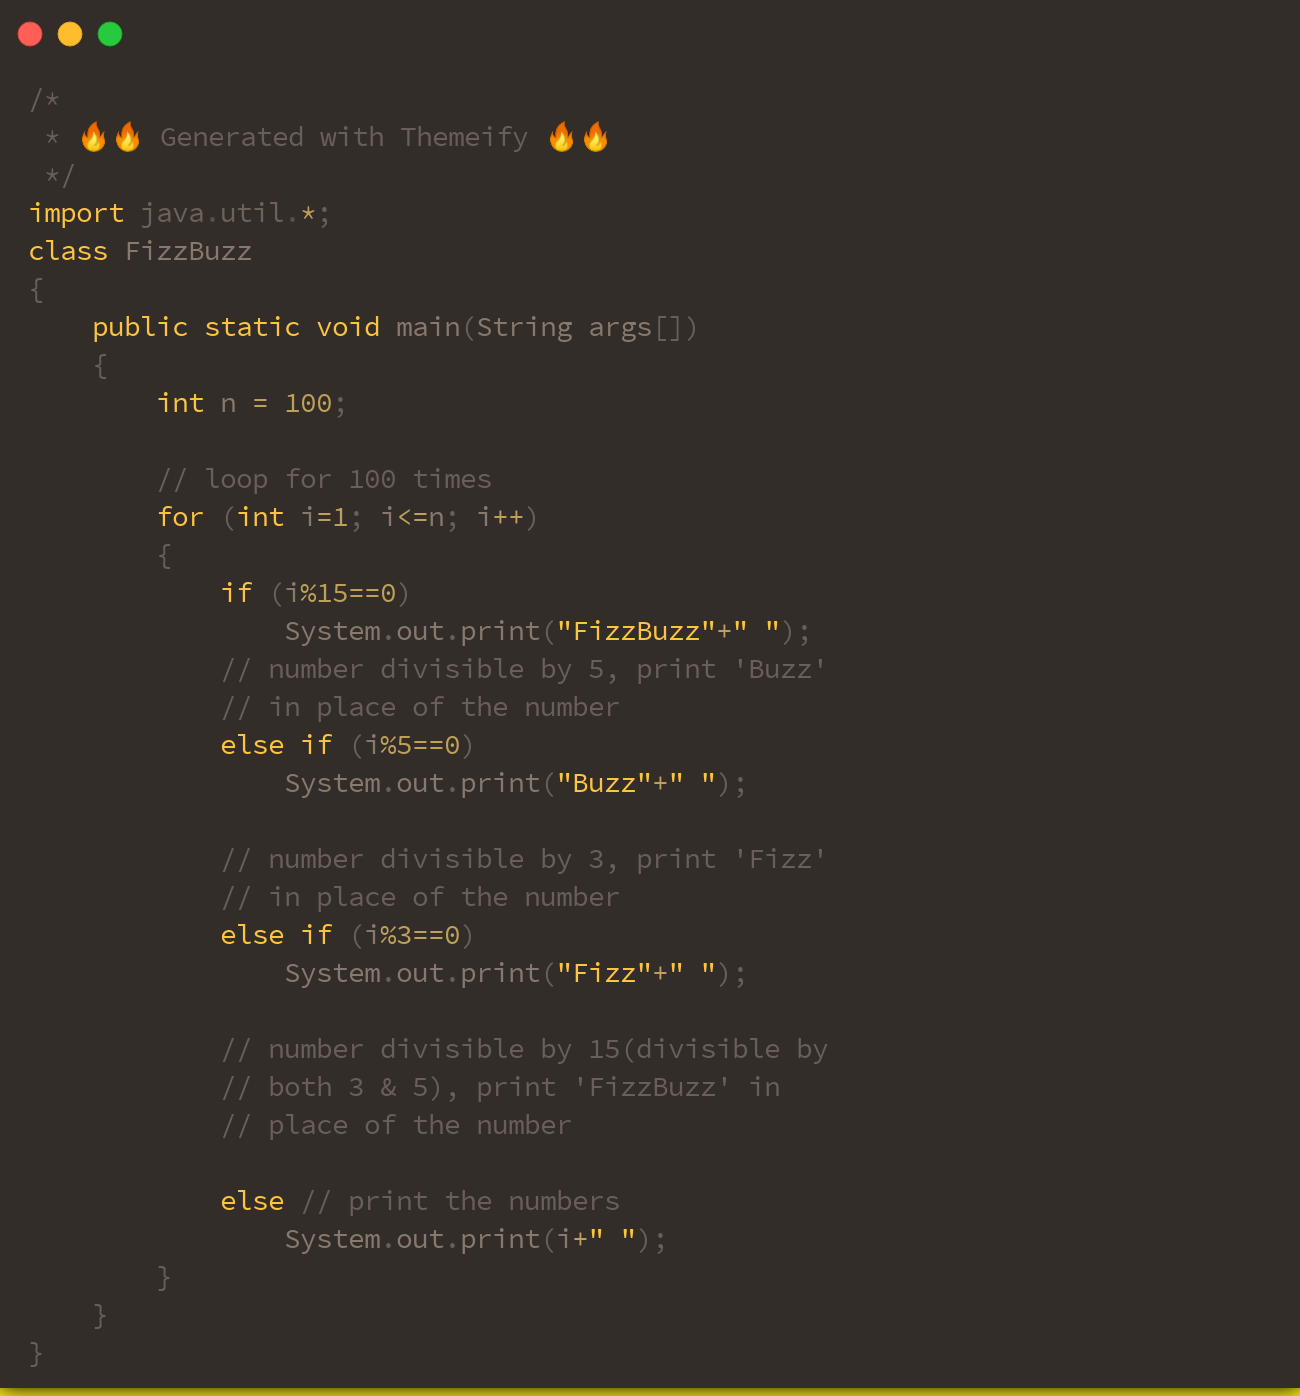 /*
 * 🔥🔥 Generated with Themeify 🔥🔥
 */
import java.util.*;
class FizzBuzz
{
    public static void main(String args[])
    {
        int n = 100;

        // loop for 100 times
        for (int i=1; i<=n; i++)
        {
            if (i%15==0)
                System.out.print("FizzBuzz"+" ");
            // number divisible by 5, print 'Buzz'
            // in place of the number
            else if (i%5==0)
                System.out.print("Buzz"+" ");

            // number divisible by 3, print 'Fizz'
            // in place of the number
            else if (i%3==0)
                System.out.print("Fizz"+" ");

            // number divisible by 15(divisible by
            // both 3 & 5), print 'FizzBuzz' in
            // place of the number

            else // print the numbers
                System.out.print(i+" ");
        }
    }
}